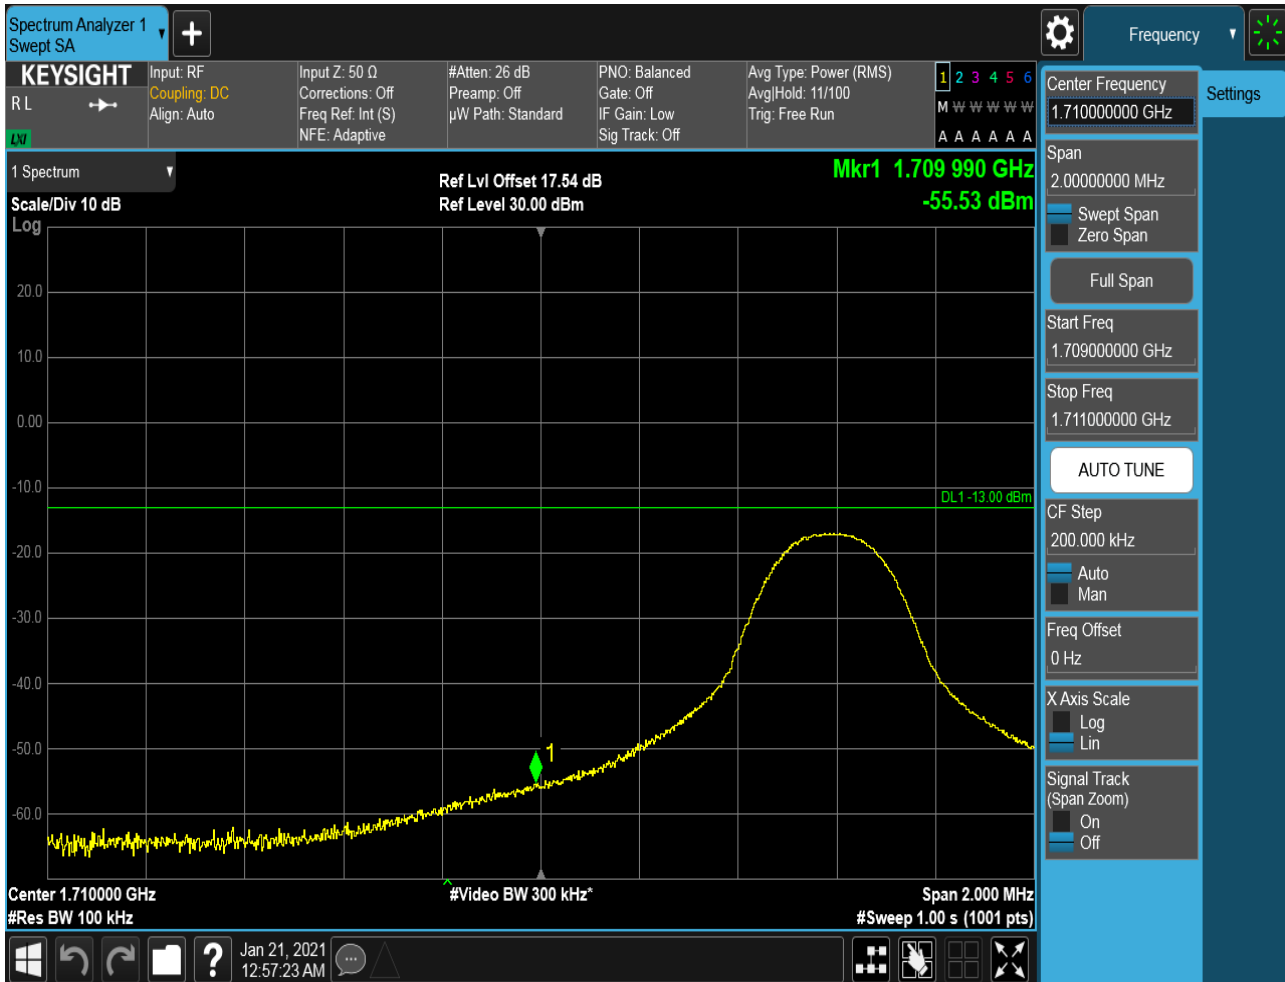 Spectrum Analyzer 1
Swept SA
Frequency
KEYSIGHT
R L
LXI
Input: RF
Coupling: DC
Align: Auto
Input Z: 50 Ω
Corrections: Off
Freq Ref: Int (S)
NFE: Adaptive
#Atten: 26 dB
Preamp: Off
µW Path: Standard
PNO: Balanced
Gate: Off
IF Gain: Low
Sig Track: Off
Avg Type: Power (RMS)
Avg|Hold: 11/100
Trig: Free Run
1 2 3 4 5 6
M W W W W W
A A A A A A
1 Spectrum
Scale/Div 10 dB
Log
Ref Lvl Offset 17.54 dB
Ref Level 30.00 dBm
Mkr1 1.709 990 GHz
-55.53 dBm
20.0
10.0
0.00
-10.0
DL1 -13.00 dBm
-20.0
-30.0
-40.0
-50.0
1
-60.0
Center 1.710000 GHz
#Video BW 300 kHz*
Span 2.000 MHz
#Res BW 100 kHz
#Sweep 1.00 s (1001 pts)
?
Jan 21, 2021
12:57:23 AM
Center Frequency
1.710000000 GHz
Settings
Span
2.00000000 MHz
Swept Span
Zero Span
Full Span
Start Freq
1.709000000 GHz
Stop Freq
1.711000000 GHz
AUTO TUNE
CF Step
200.000 kHz
Auto
Man
Freq Offset
0 Hz
X Axis Scale
Log
Lin
Signal Track
(Span Zoom)
On
Off